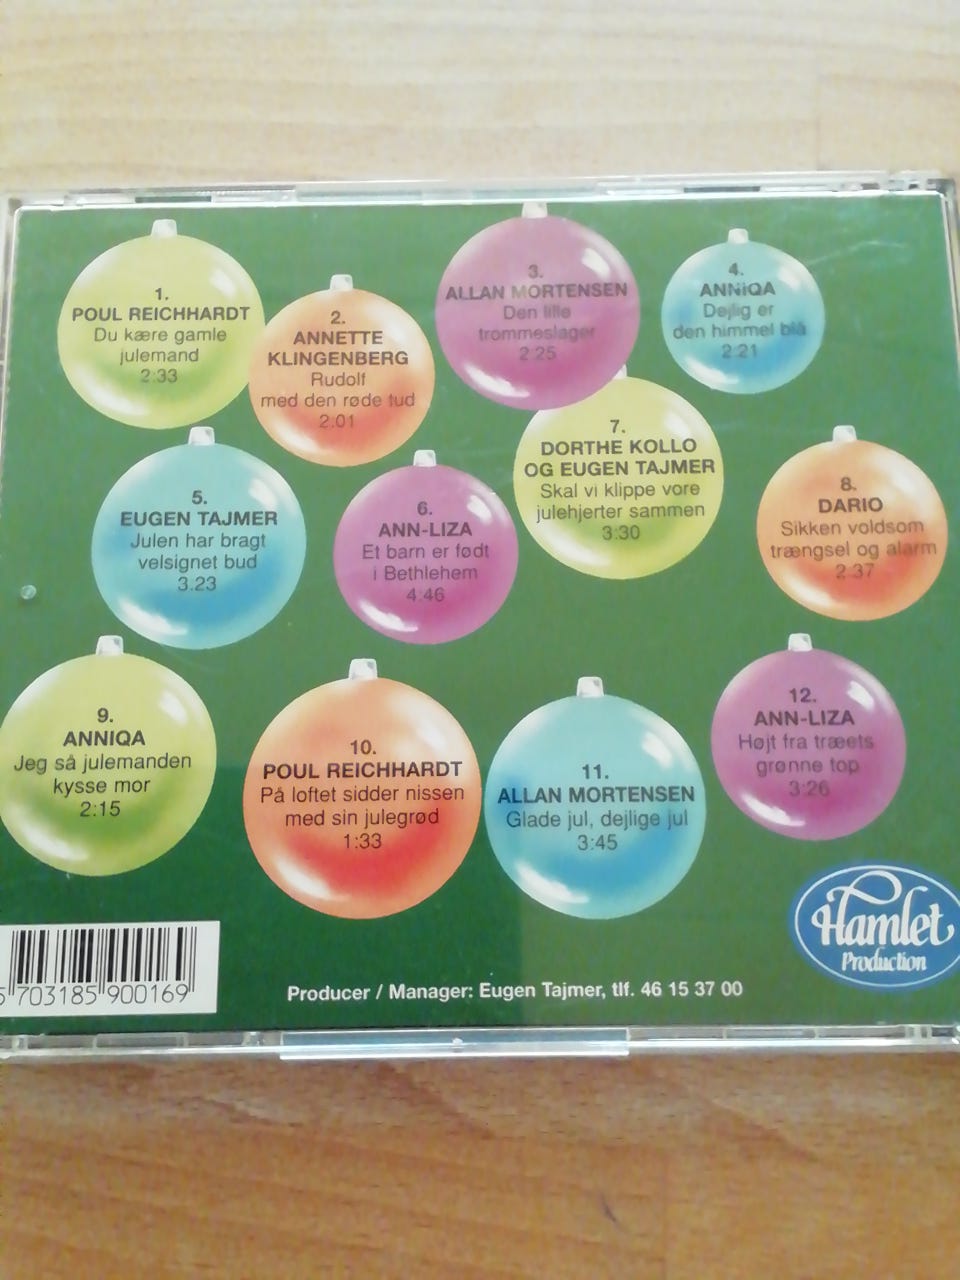 1.
POUL REICHHARDT
Du kære gamle
julemand
2:33
2.
ANNETTE
KLINGENBERG
Rudolf
med den røde tud
2:01
3.
ALLAN MORTENSEN
Den lille
trommeslager
2:25
4.
ANNiQA
Dejlig er
den himmel blå
2:21
5.
EUGEN TAJMER
Julen har bragt
velsignet bud
3.23
6.
ANN-LIZA
Et barn er født
i Bethlehem
4:46
7.
DORTHE KOLLO
OG EUGEN TAJMER
Skal vi klippe vore
julehjerter sammen
3:30
8.
DARIO
Sikken voldsom
trængsel og alarm
2:37
9.
ANNIQA
Jeg så julemanden
kysse mor
2:15
10.
POUL REICHHARDT
På loftet sidder nissen
med sin julegrød
1:33
11.
ALLAN MORTENSEN
Glade jul, dejlige jul
3:45
12.
ANN-LIZA
Højt fra træets
grønne top
3:26
Hamlet
Production
5 703185 900169
Producer / Manager: Eugen Tajmer, tlf. 46 15 37 00